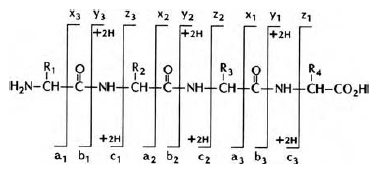 x₃ y₃ z₃ x₂ y₂ z₂ x₁ y₁ z₁
+2H +2H +2H
R₁ O R₂ O R₃ O R₄
H₂N–CH–C–NH–CH–C–NH–CH–C–NH–CH–CO₂H
+2H +2H +2H
a₁ b₁ c₁ a₂ b₂ c₂ a₃ b₃ c₃